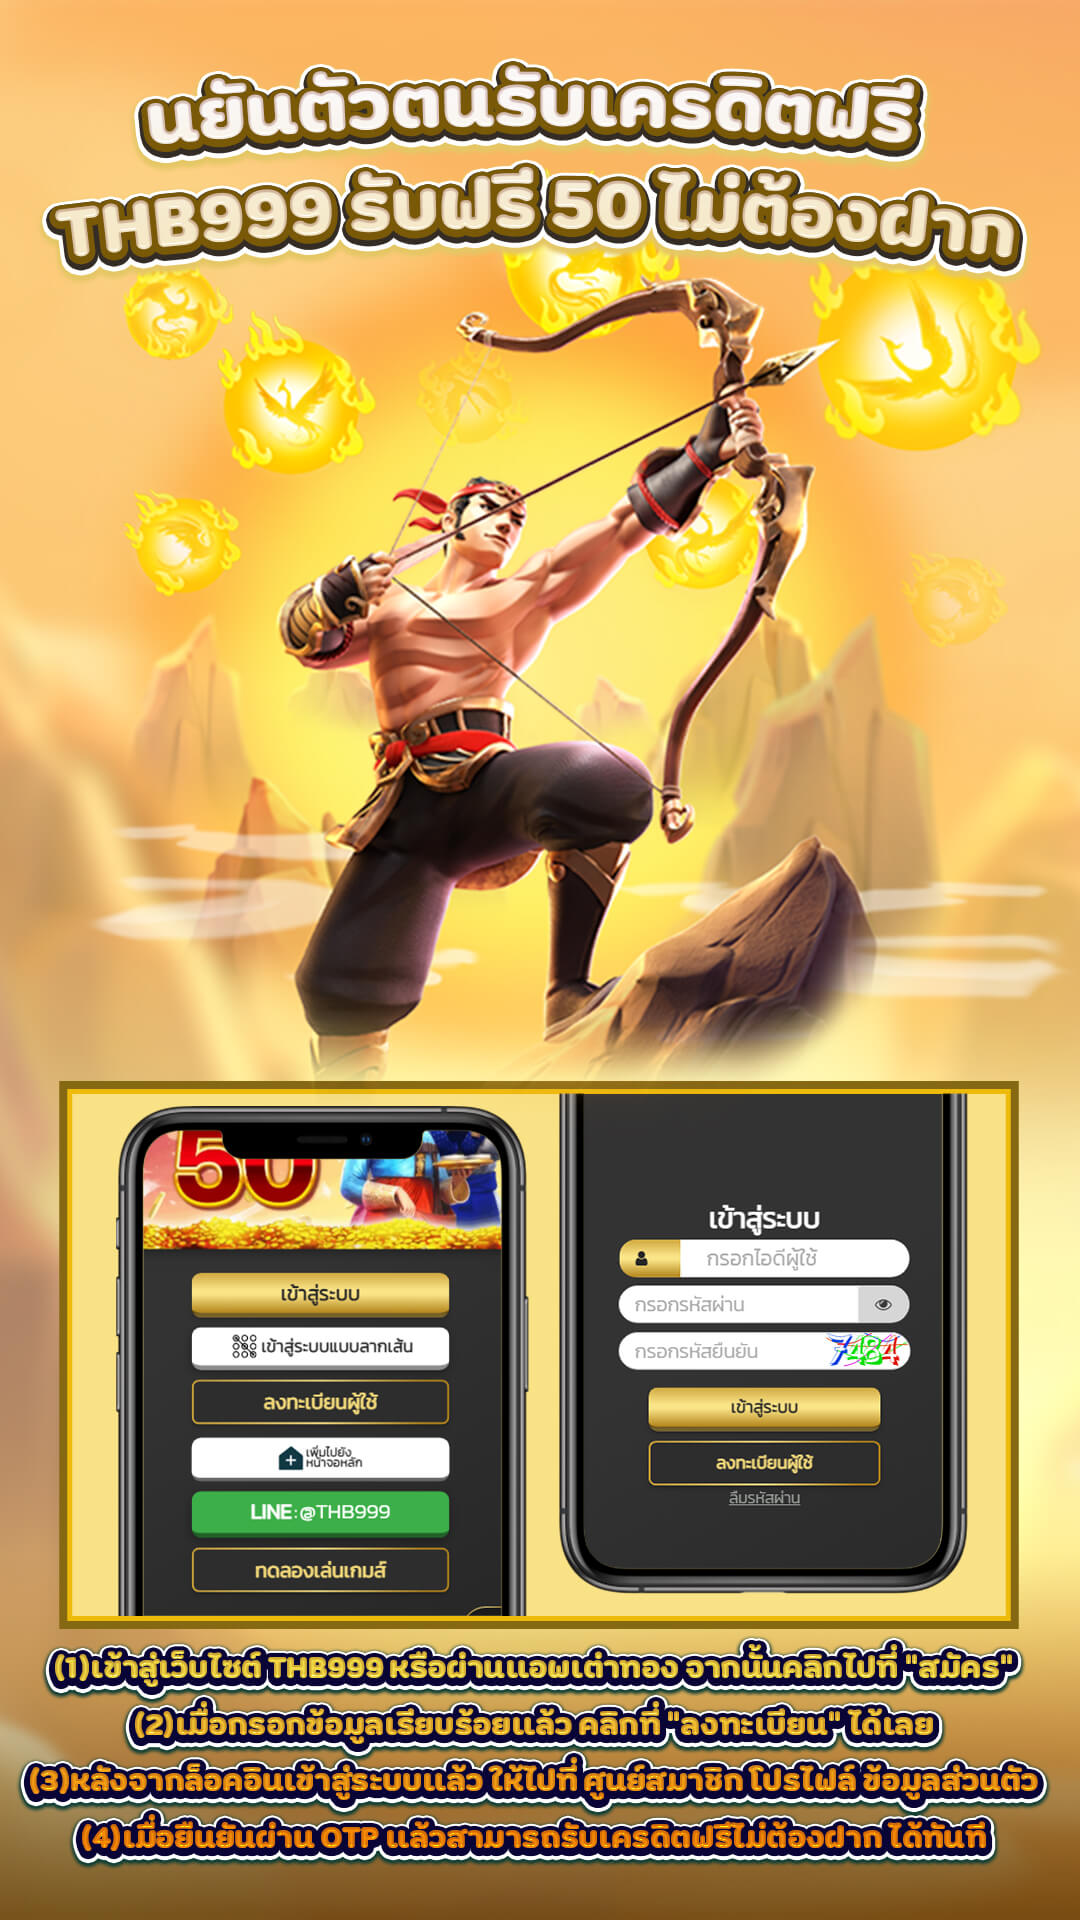 นยันตัวตนรับเครดิตฟรี
THB999 รับฟรี 50 ไม่ต้องฝาก
50
เข้าสู่ระบบ
เข้าสู่ระบบแบบลากเส้น
ลงทะเบียนผู้ใช้
เพิ่มไปยัง
หน้าจอหลัก
LINE:@THB999
ทดลองเล่นเกมส์
เข้าสู่ระบบ
กรอกไอดีผู้ใช้
กรอกรหัสผ่าน
กรอกรหัสยืนยัน 7484
เข้าสู่ระบบ
ลงทะเบียนผู้ใช้
ลืมรหัสผ่าน
(1)เข้าสู่เว็บไซต์ THB999 หรือผ่านแอพเต๋าทอง จากนั้นคลิกไปที่ "สมัคร"
(2)เมื่อกรอกข้อมูลเรียบร้อยแล้ว คลิกที่ "ลงทะเบียน" ได้เลย
(3)หลังจากล็อคอินเข้าสู่ระบบแล้ว ให้ไปที่ ศูนย์สมาชิก โปรไฟล์ ข้อมูลส่วนตัว
(4)เมื่อยืนยันผ่าน OTP แล้วสามารถรับเครดิตฟรีไม่ต้องฝาก ได้ทันที